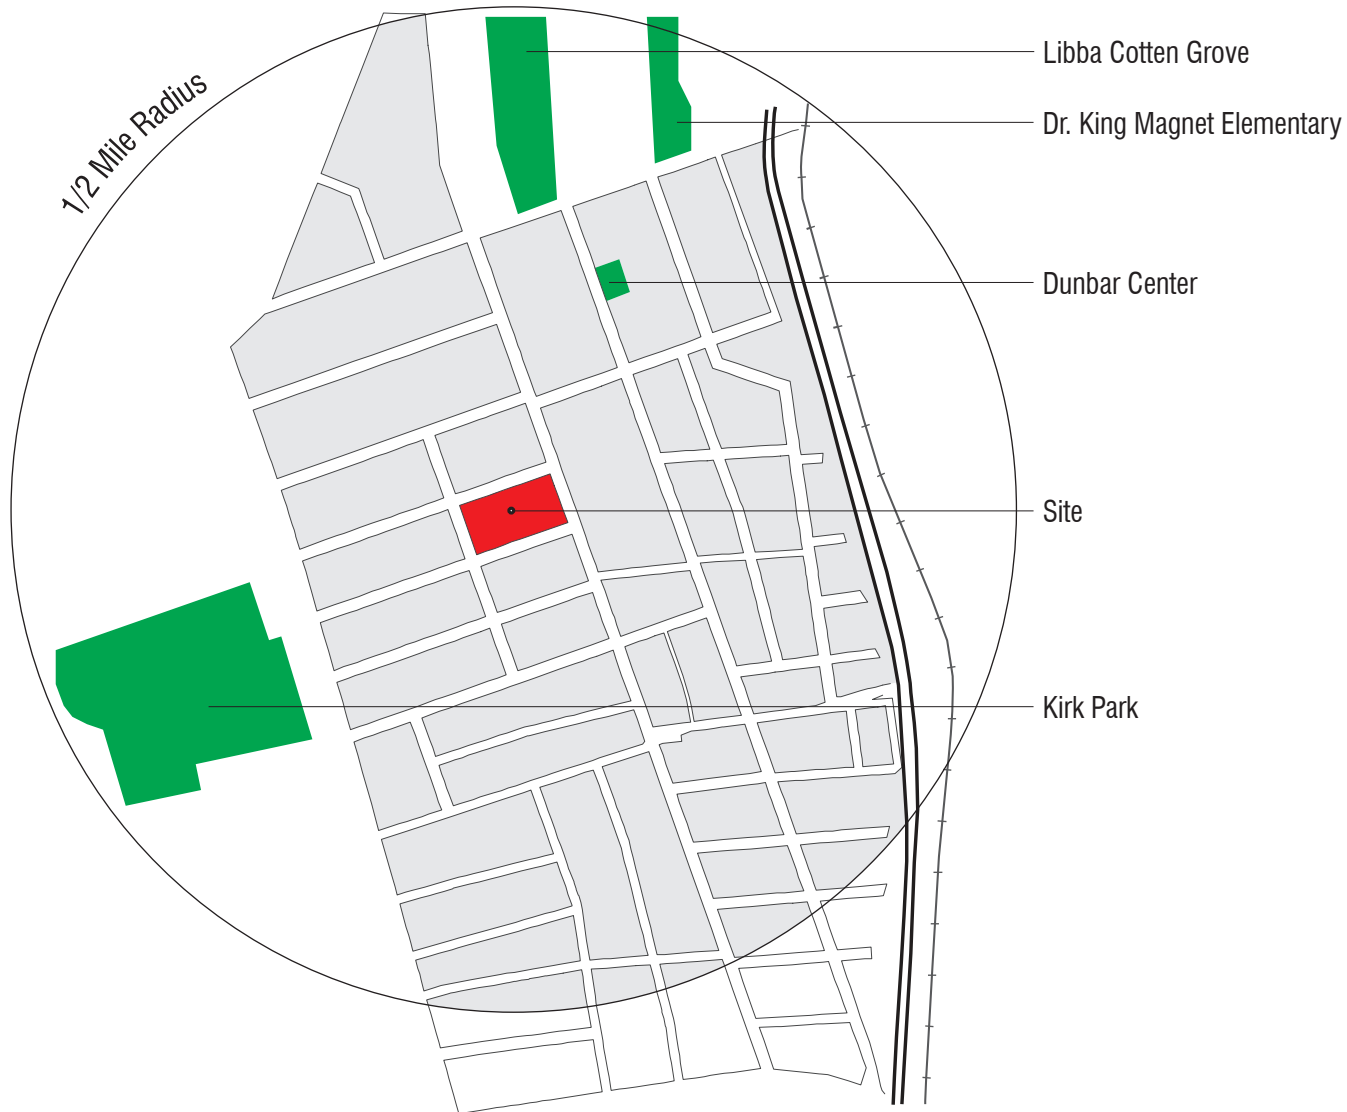 1/2 Mile Radius
Libba Cotten Grove
Dr. King Magnet Elementary
Dunbar Center
Site
Kirk Park